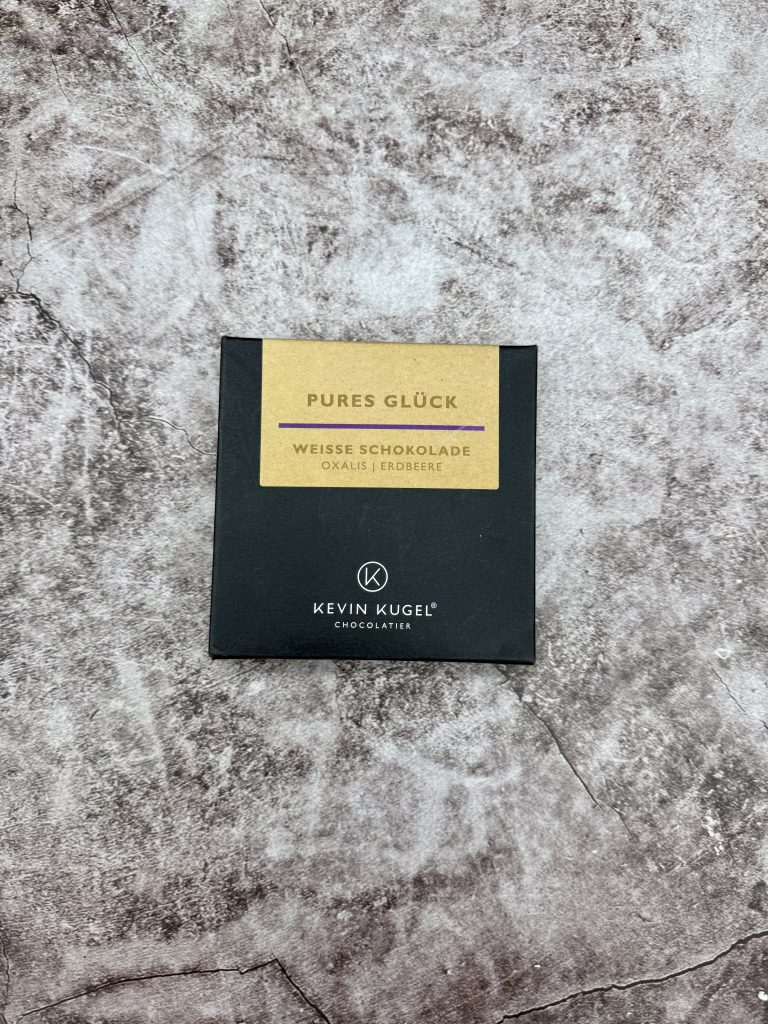 PURES GLÜCK
WEISSE SCHOKOLADE
OXALIS | ERDBEERE
K
KEVIN KUGEL®
CHOCOLATIER